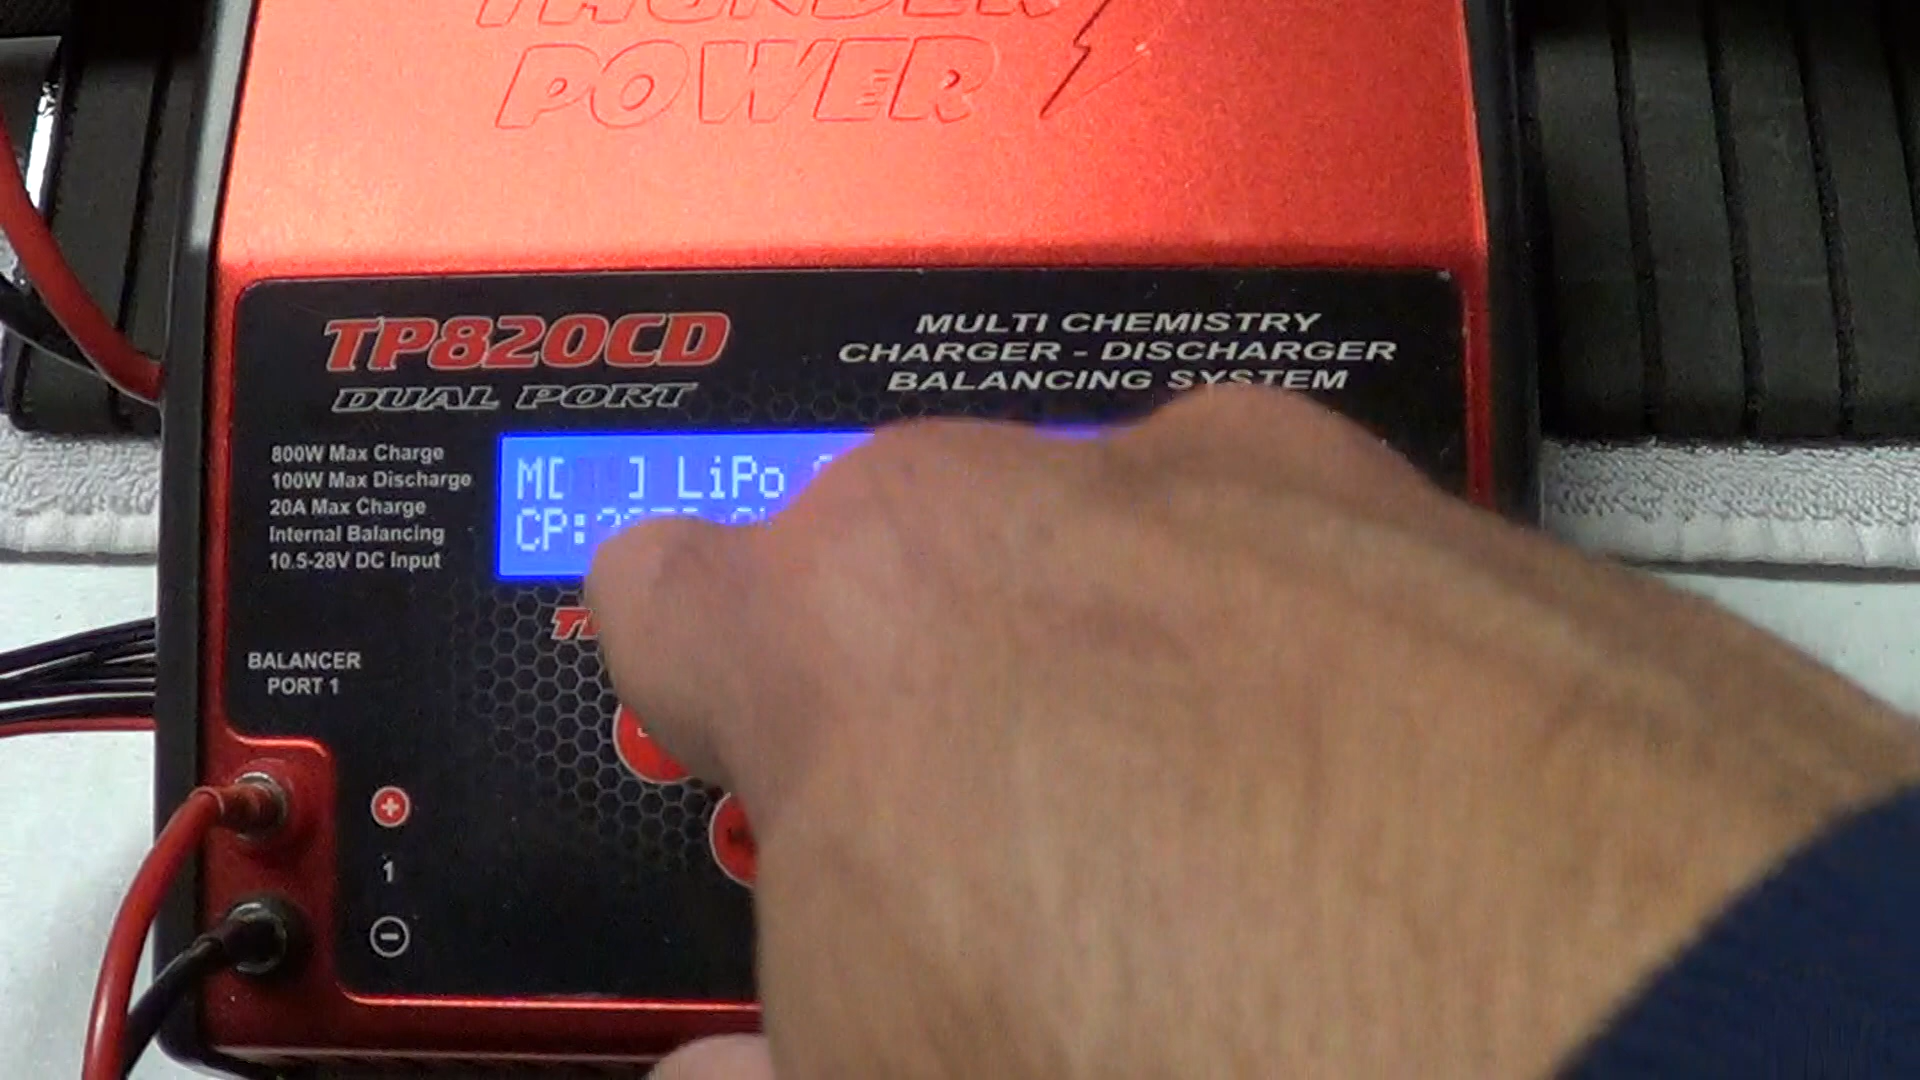 THUNDER
POWER
TP820CD
DUAL PORT
MULTI CHEMISTRY
CHARGER - DISCHARGER
BALANCING SYSTEM
800W Max Charge
100W Max Discharge
20A Max Charge
Internal Balancing
10.5-28V DC Input
M[ ] LiPo
CP:
BALANCER
PORT 1
+
1
-